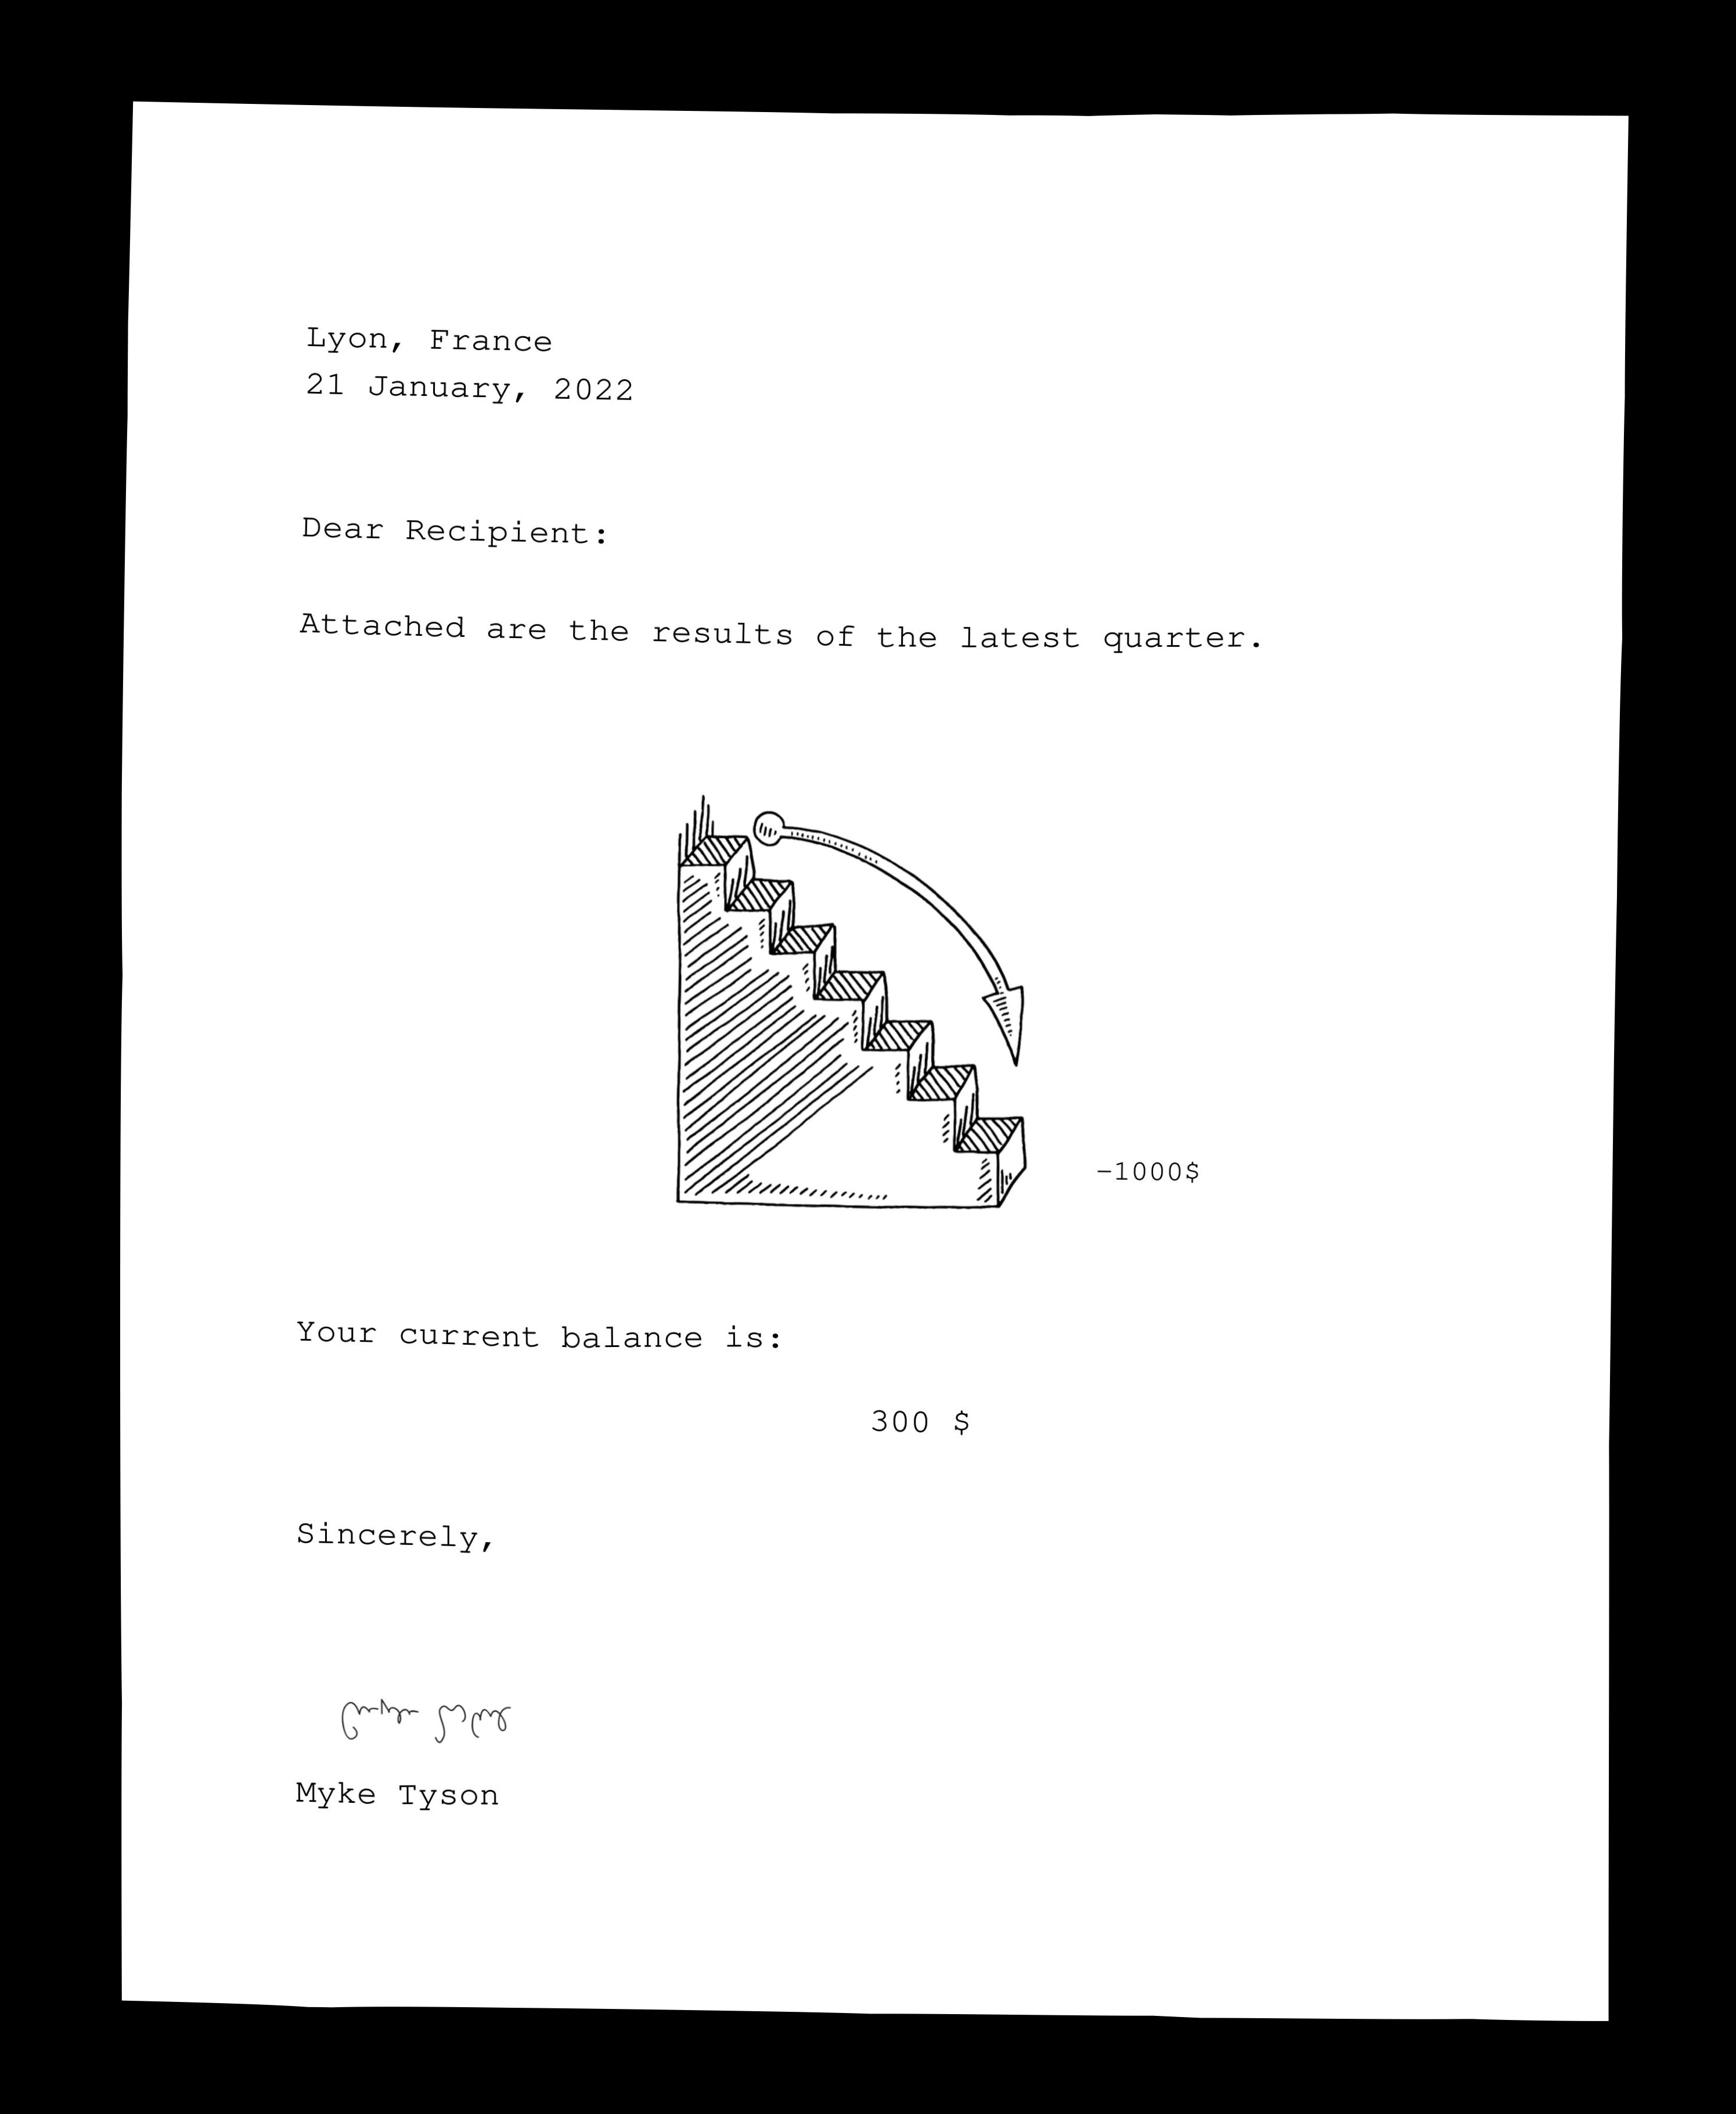 Lyon, France
21 January, 2022
Dear Recipient:
Attached are the results of the latest quarter.
-1000$
Your current balance is:
300 $
Sincerely,
Myke Tyson